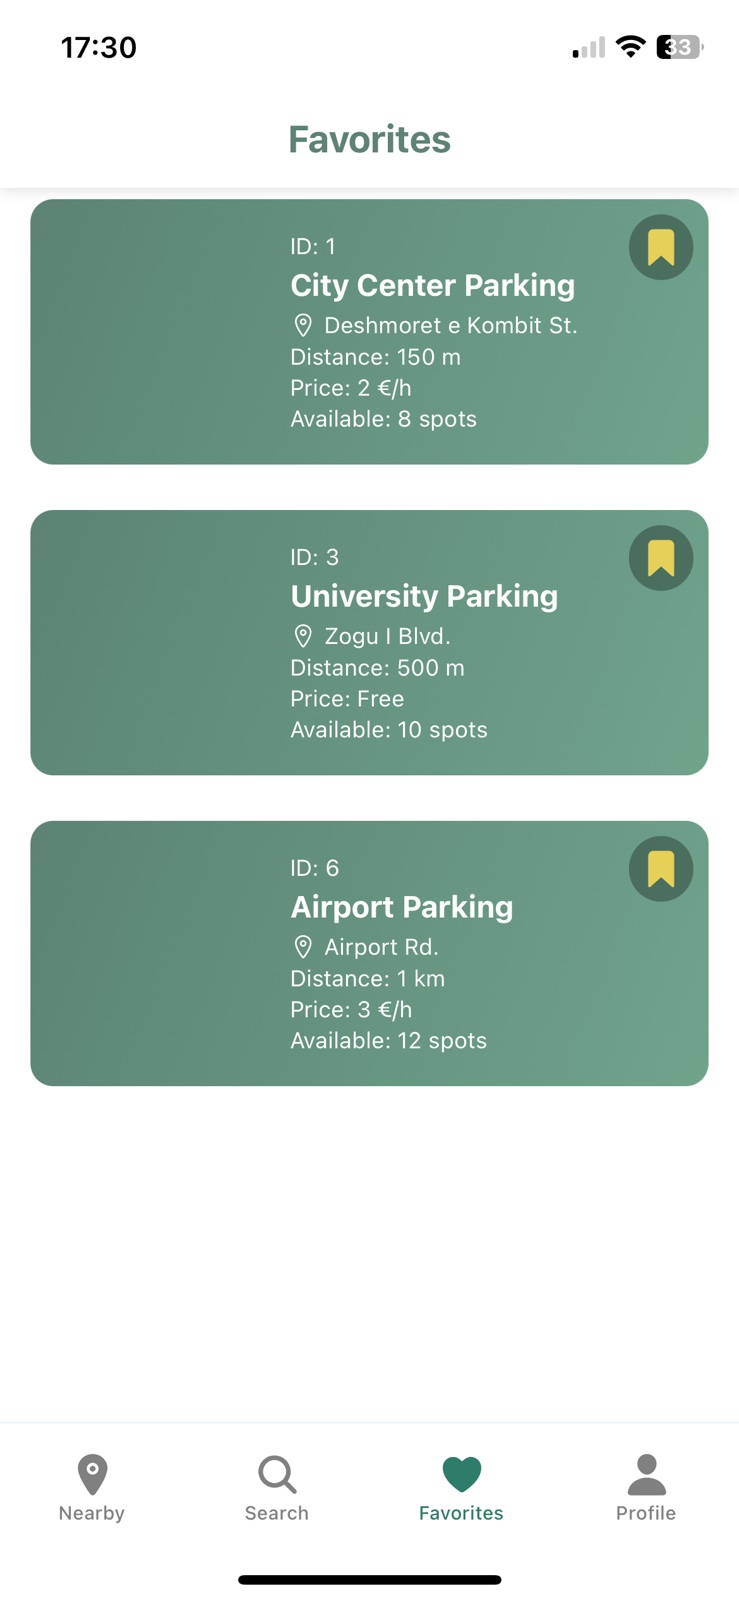 17:30
33
Favorites
ID: 1
City Center Parking
Deshmoret e Kombit St.
Distance: 150 m
Price: 2 €/h
Available: 8 spots
ID: 3
University Parking
Zogu I Blvd.
Distance: 500 m
Price: Free
Available: 10 spots
ID: 6
Airport Parking
Airport Rd.
Distance: 1 km
Price: 3 €/h
Available: 12 spots
Nearby
Search
Favorites
Profile